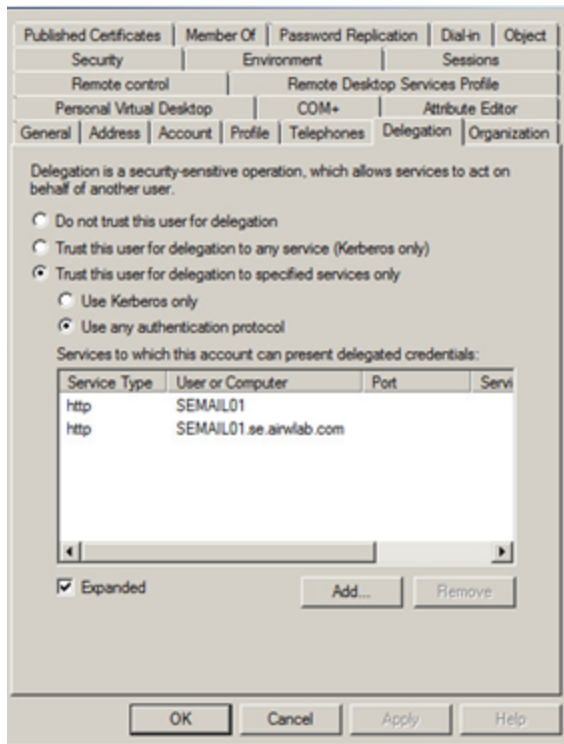 Published Certificates Member Of Password Replication Dial-in Object
Security Environment Sessions
Remote control Remote Desktop Services Profile
Personal Virtual Desktop COM+ Attribute Editor
General Address Account Profile Telephones Delegation Organization
Delegation is a security-sensitive operation, which allows services to act on
behalf of another user.
Do not trust this user for delegation
Trust this user for delegation to any service (Kerberos only)
Trust this user for delegation to specified services only
Use Kerberos only
Use any authentication protocol
Services to which this account can present delegated credentials:
Service Type User or Computer Port Servi
http SEMAIL01
http SEMAIL01.se.airwlab.com
Expanded Add... Remove
OK Cancel Apply Help